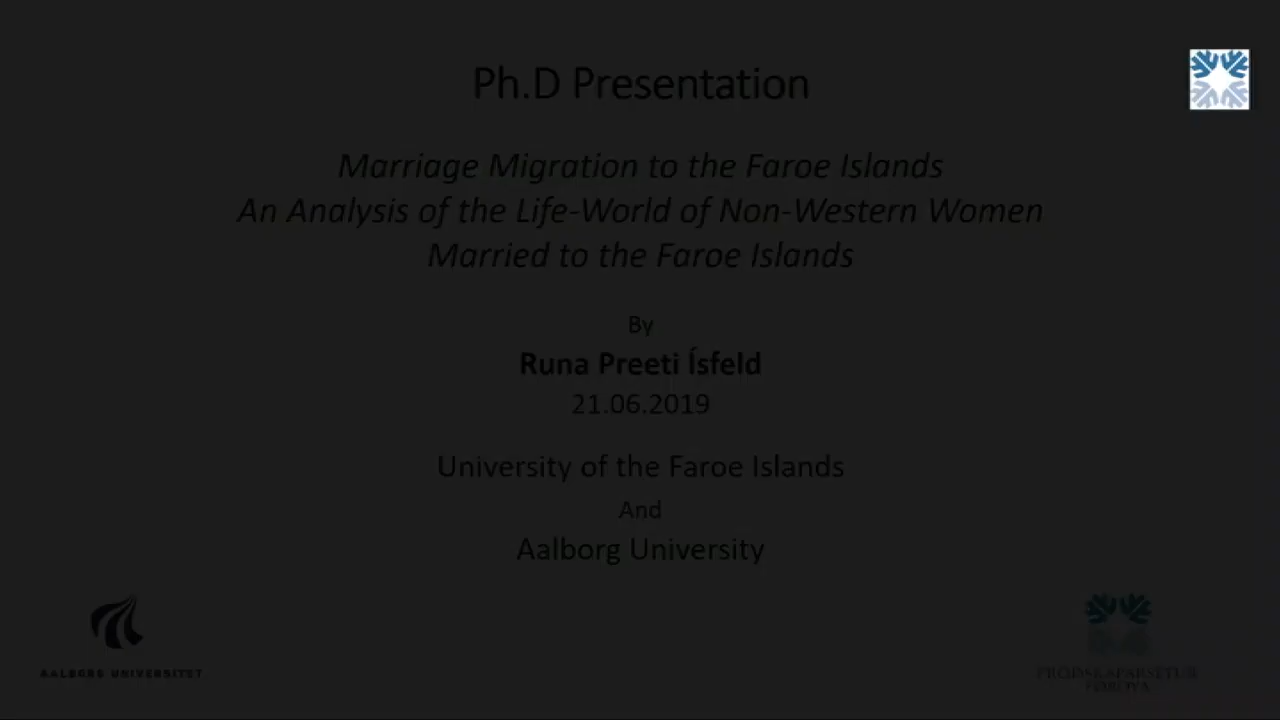 Ph.D Presentation
Marriage Migration to the Faroe Islands
An Analysis of the Life-World of Non-Western Women
Married to the Faroe Islands
By
Runa Preeti Ísfeld
21.06.2019
University of the Faroe Islands
And
Aalborg University
AALBORG UNIVERSITET
FRÓÐSKAPARSETUR
FØROYA